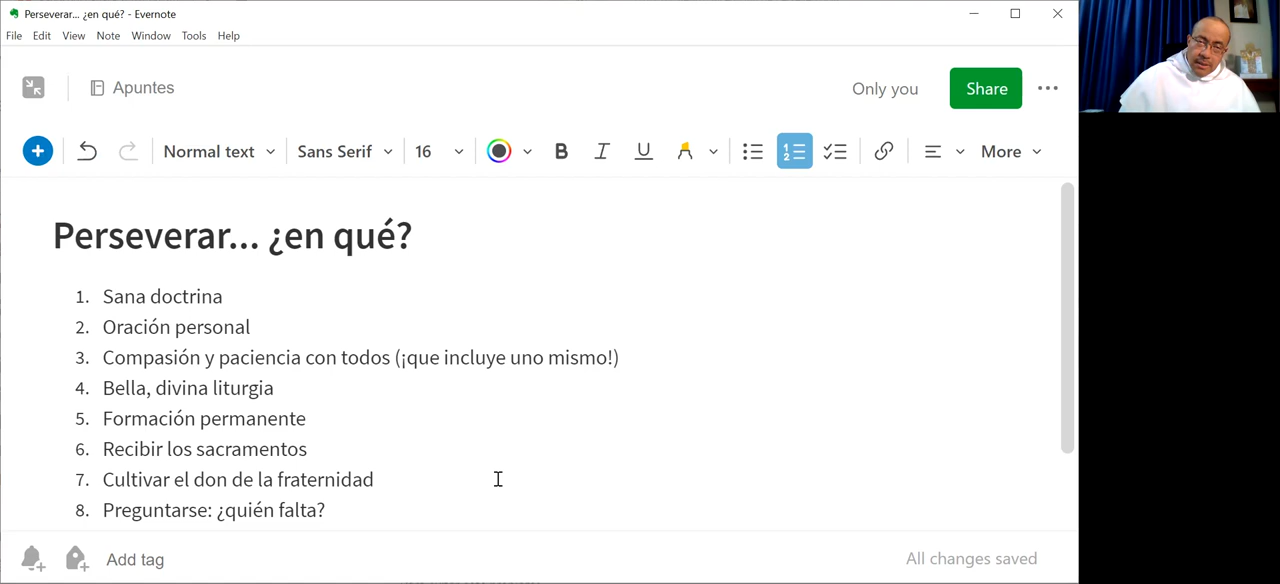 Perseverar... ¿en qué? - Evernote
File Edit View Note Window Tools Help
Apuntes
Only you
Share
Normal text
Sans Serif
16
B I U
More
Perseverar... ¿en qué?
1. Sana doctrina
2. Oración personal
3. Compasión y paciencia con todos (¡que incluye uno mismo!)
4. Bella, divina liturgia
5. Formación permanente
6. Recibir los sacramentos
7. Cultivar el don de la fraternidad
8. Preguntarse: ¿quién falta?
Add tag
All changes saved